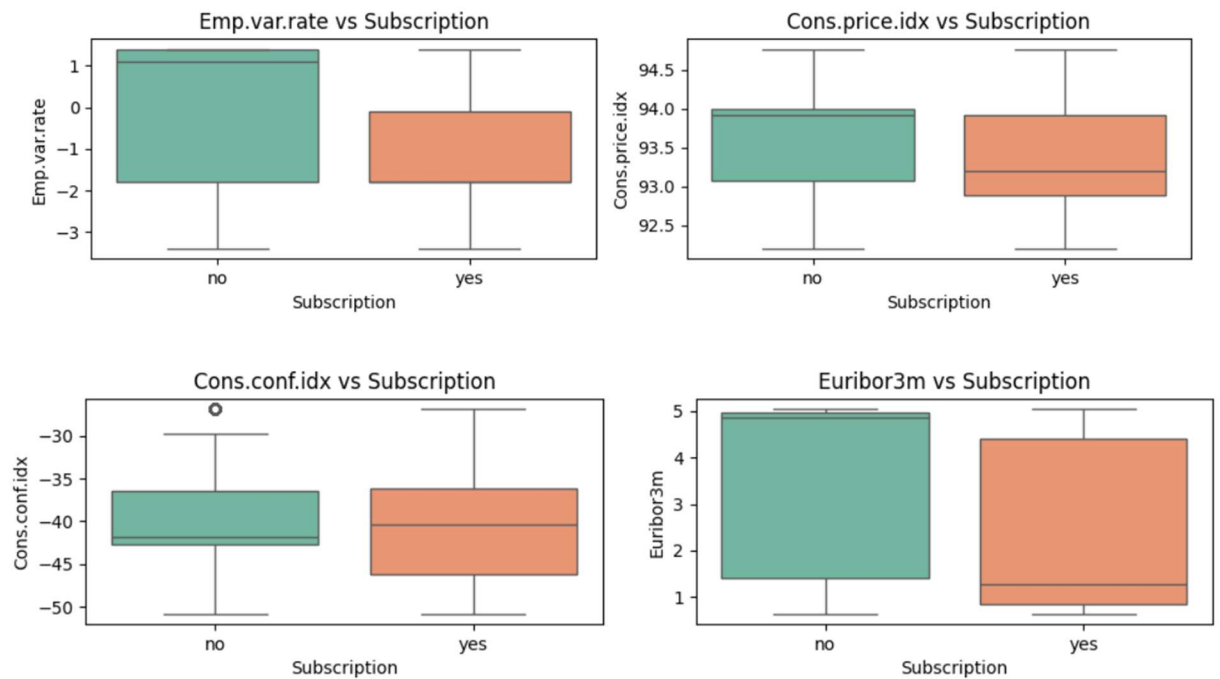 Emp.var.rate vs Subscription
Emp.var.rate
1
0
−1
−2
−3
no
yes
Subscription
Cons.price.idx vs Subscription
Cons.price.idx
94.5
94.0
93.5
93.0
92.5
no
yes
Subscription
Cons.conf.idx vs Subscription
Cons.conf.idx
−30
−35
−40
−45
−50
no
yes
Subscription
Euribor3m vs Subscription
Euribor3m
5
4
3
2
1
no
yes
Subscription